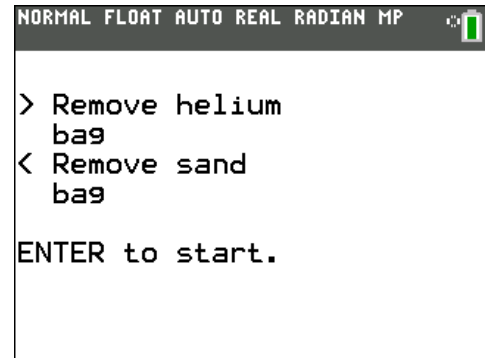 NORMAL FLOAT AUTO REAL RADIAN MP
> Remove helium
bag
< Remove sand
bag
ENTER to start.